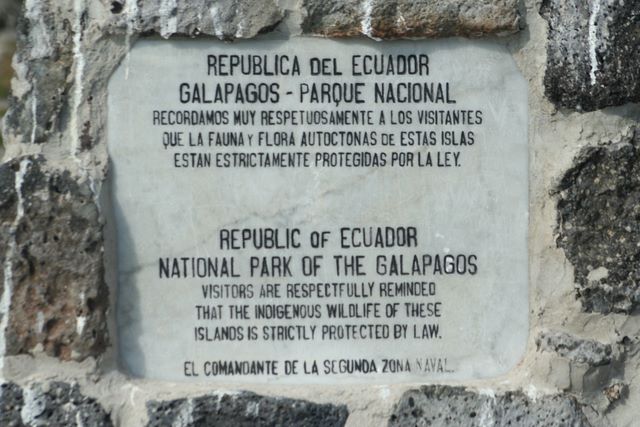 REPUBLICA DEL ECUADOR
GALAPAGOS - PARQUE NACIONAL
RECORDAMOS MUY RESPETUOSAMENTE A LOS VISITANTES
QUE LA FAUNA Y FLORA AUTOCTONAS DE ESTAS ISLAS
ESTAN ESTRICTAMENTE PROTEGIDAS POR LA LEY.
REPUBLIC OF ECUADOR
NATIONAL PARK OF THE GALAPAGOS
VISITORS ARE RESPECTFULLY REMINDED
THAT THE INDIGENOUS WILDLIFE OF THESE
ISLANDS IS STRICTLY PROTECTED BY LAW.
EL COMANDANTE DE LA SEGUNDA ZONA NAVAL.